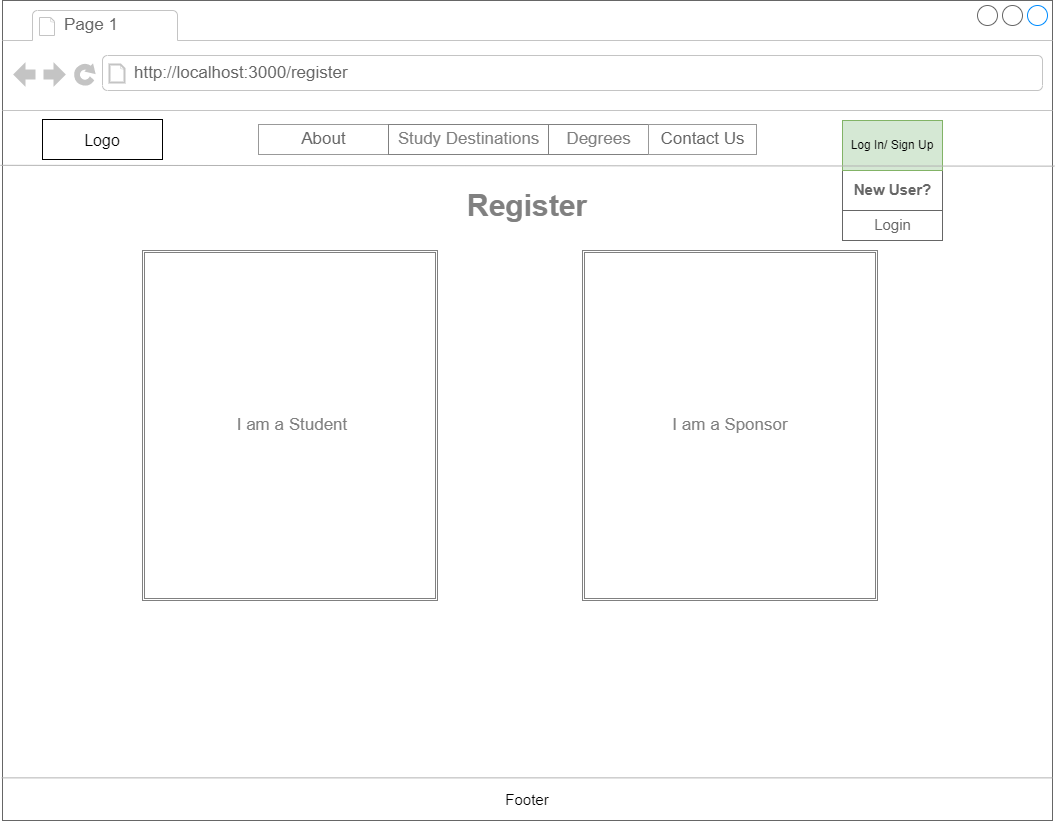 Page 1
http://localhost:3000/register
Logo
About
Study Destinations
Degrees
Contact Us
Log In/ Sign Up
New User?
Login
Register
I am a Student
I am a Sponsor
Footer